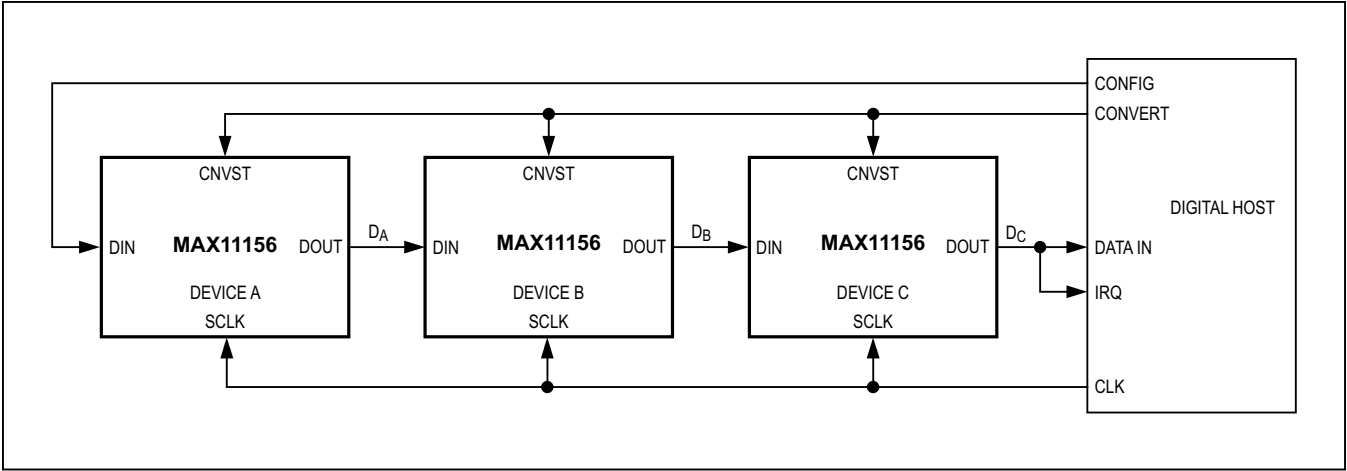 CONFIG
CONVERT
CNVST
CNVST
CNVST
DIGITAL HOST
DIN
MAX11156
DOUT
DA
DIN
MAX11156
DOUT
DB
DIN
MAX11156
DOUT
DC
DATA IN
DEVICE A
DEVICE B
DEVICE C
IRQ
SCLK
SCLK
SCLK
CLK